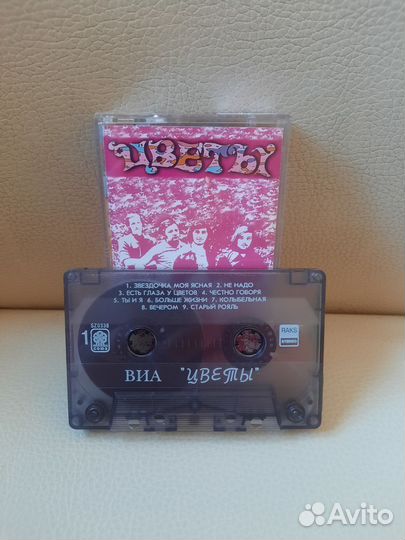 ЦВЕТЫ
1. ЗВЕЗДОЧКА МОЯ ЯСНАЯ 2. НЕ НАДО
3. ЕСТЬ ГЛАЗА У ЦВЕТОВ 4. ЧЕСТНО ГОВОРЯ
5. ТЫ И Я 6. БОЛЬШЕ ЖИЗНИ 7. КОЛЫБЕЛЬНАЯ
8. ВЕЧЕРОМ 9. СТАРЫЙ РОЯЛЬ
SZ0338
1
RAKS
ВИА "ЦВЕТЫ"
Avito